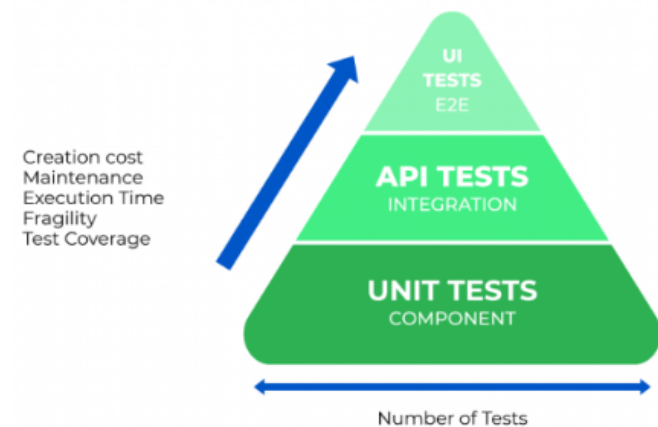 UI
TESTS
E2E
API TESTS
INTEGRATION
Creation cost
Maintenance
Execution Time
Fragility
Test Coverage
UNIT TESTS
COMPONENT
Number of Tests